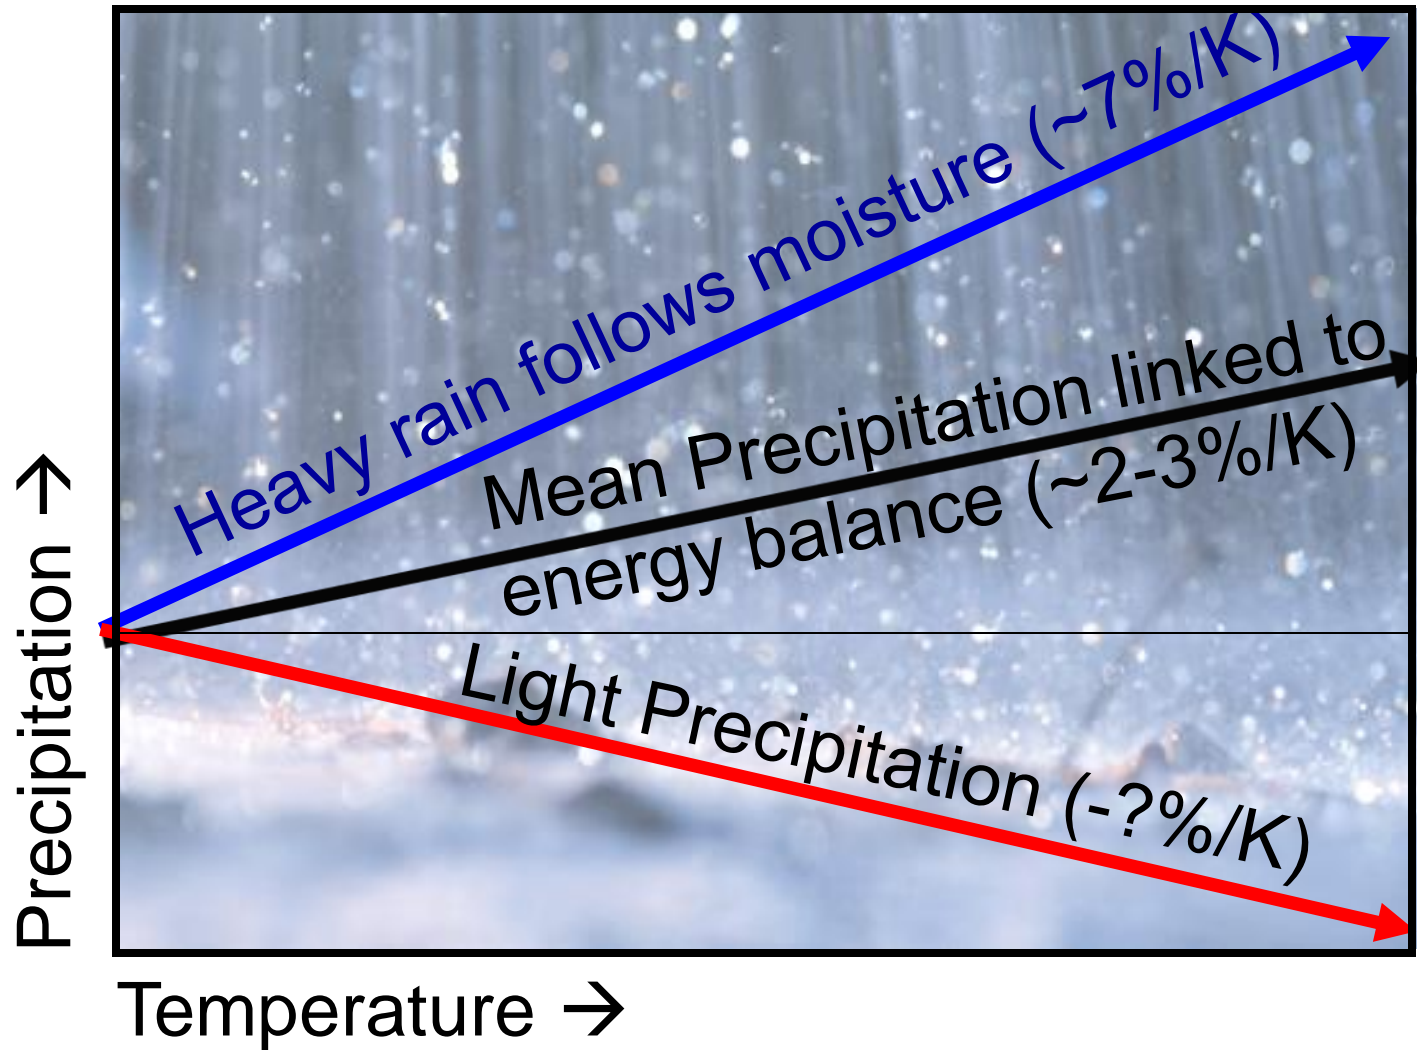 Heavy rain follows moisture (~7%/K)
Mean Precipitation linked to
energy balance (~2-3%/K)
Light Precipitation (-?%/K)
Precipitation →
Temperature →